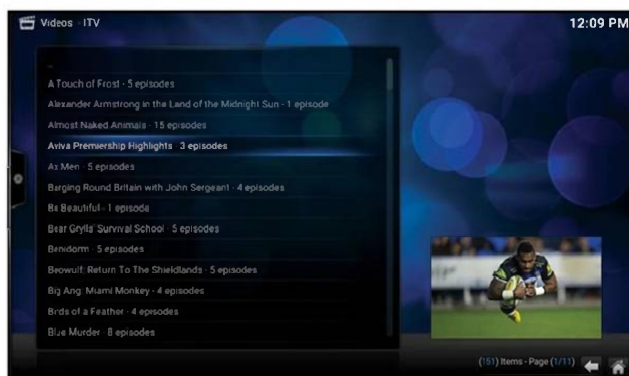 Videos - ITV
12:09 PM
..
A Touch of Frost - 5 episodes
Alexander Armstrong in the Land of the Midnight Sun - 1 episode
Almost Naked Animals - 15 episodes
Aviva Premiership Highlights - 3 episodes
Ax Men - 5 episodes
Barging Round Britain with John Sergeant - 4 episodes
Be Beautiful - 1 episode
Bear Grylls' Survival School - 5 episodes
Benidorm - 5 episodes
Beowulf: Return To The Shieldlands - 5 episodes
Big Ang: Miami Monkey - 4 episodes
Birds of a Feather - 4 episodes
Blue Murder - 8 episodes
(151) Items - Page (1/11)